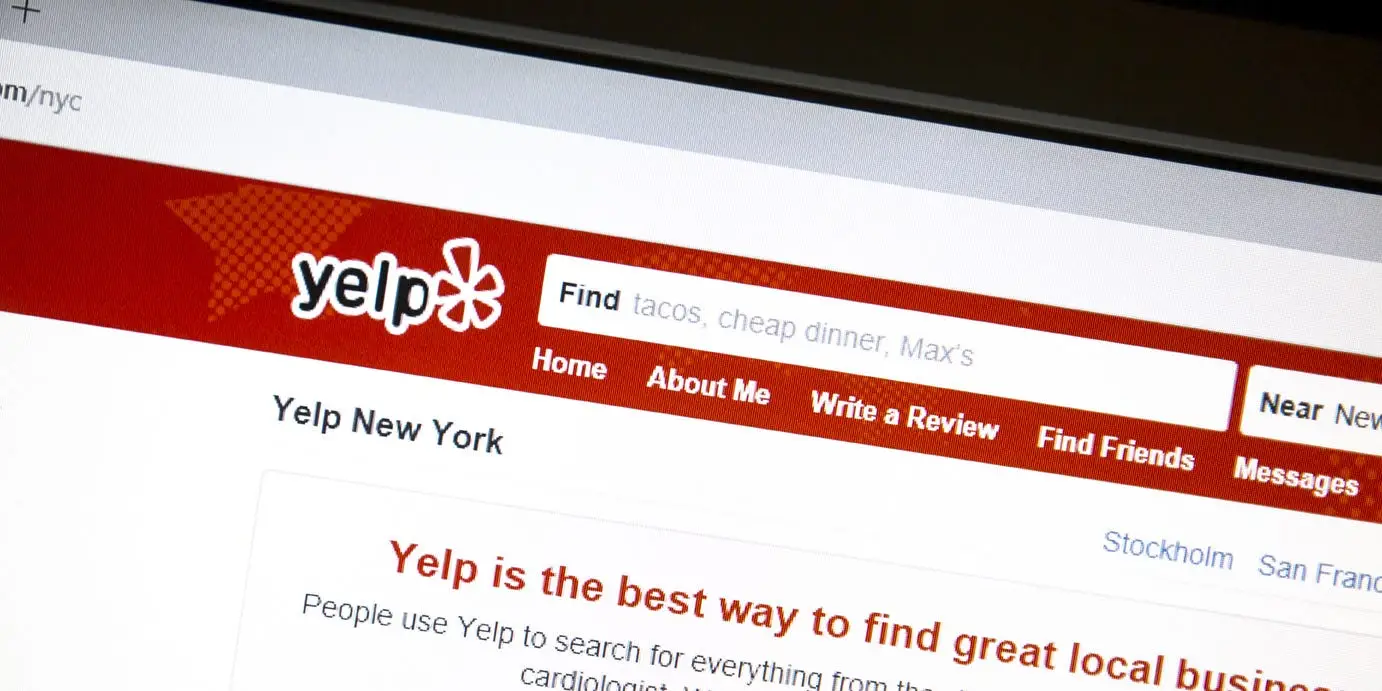 om/nyc
yelp
Find tacos, cheap dinner, Max's
Near New
Home About Me Write a Review Find Friends Messages
Yelp New York
Stockholm San Franc
Yelp is the best way to find great local busines
People use Yelp to search for everything from the
cardiologist.